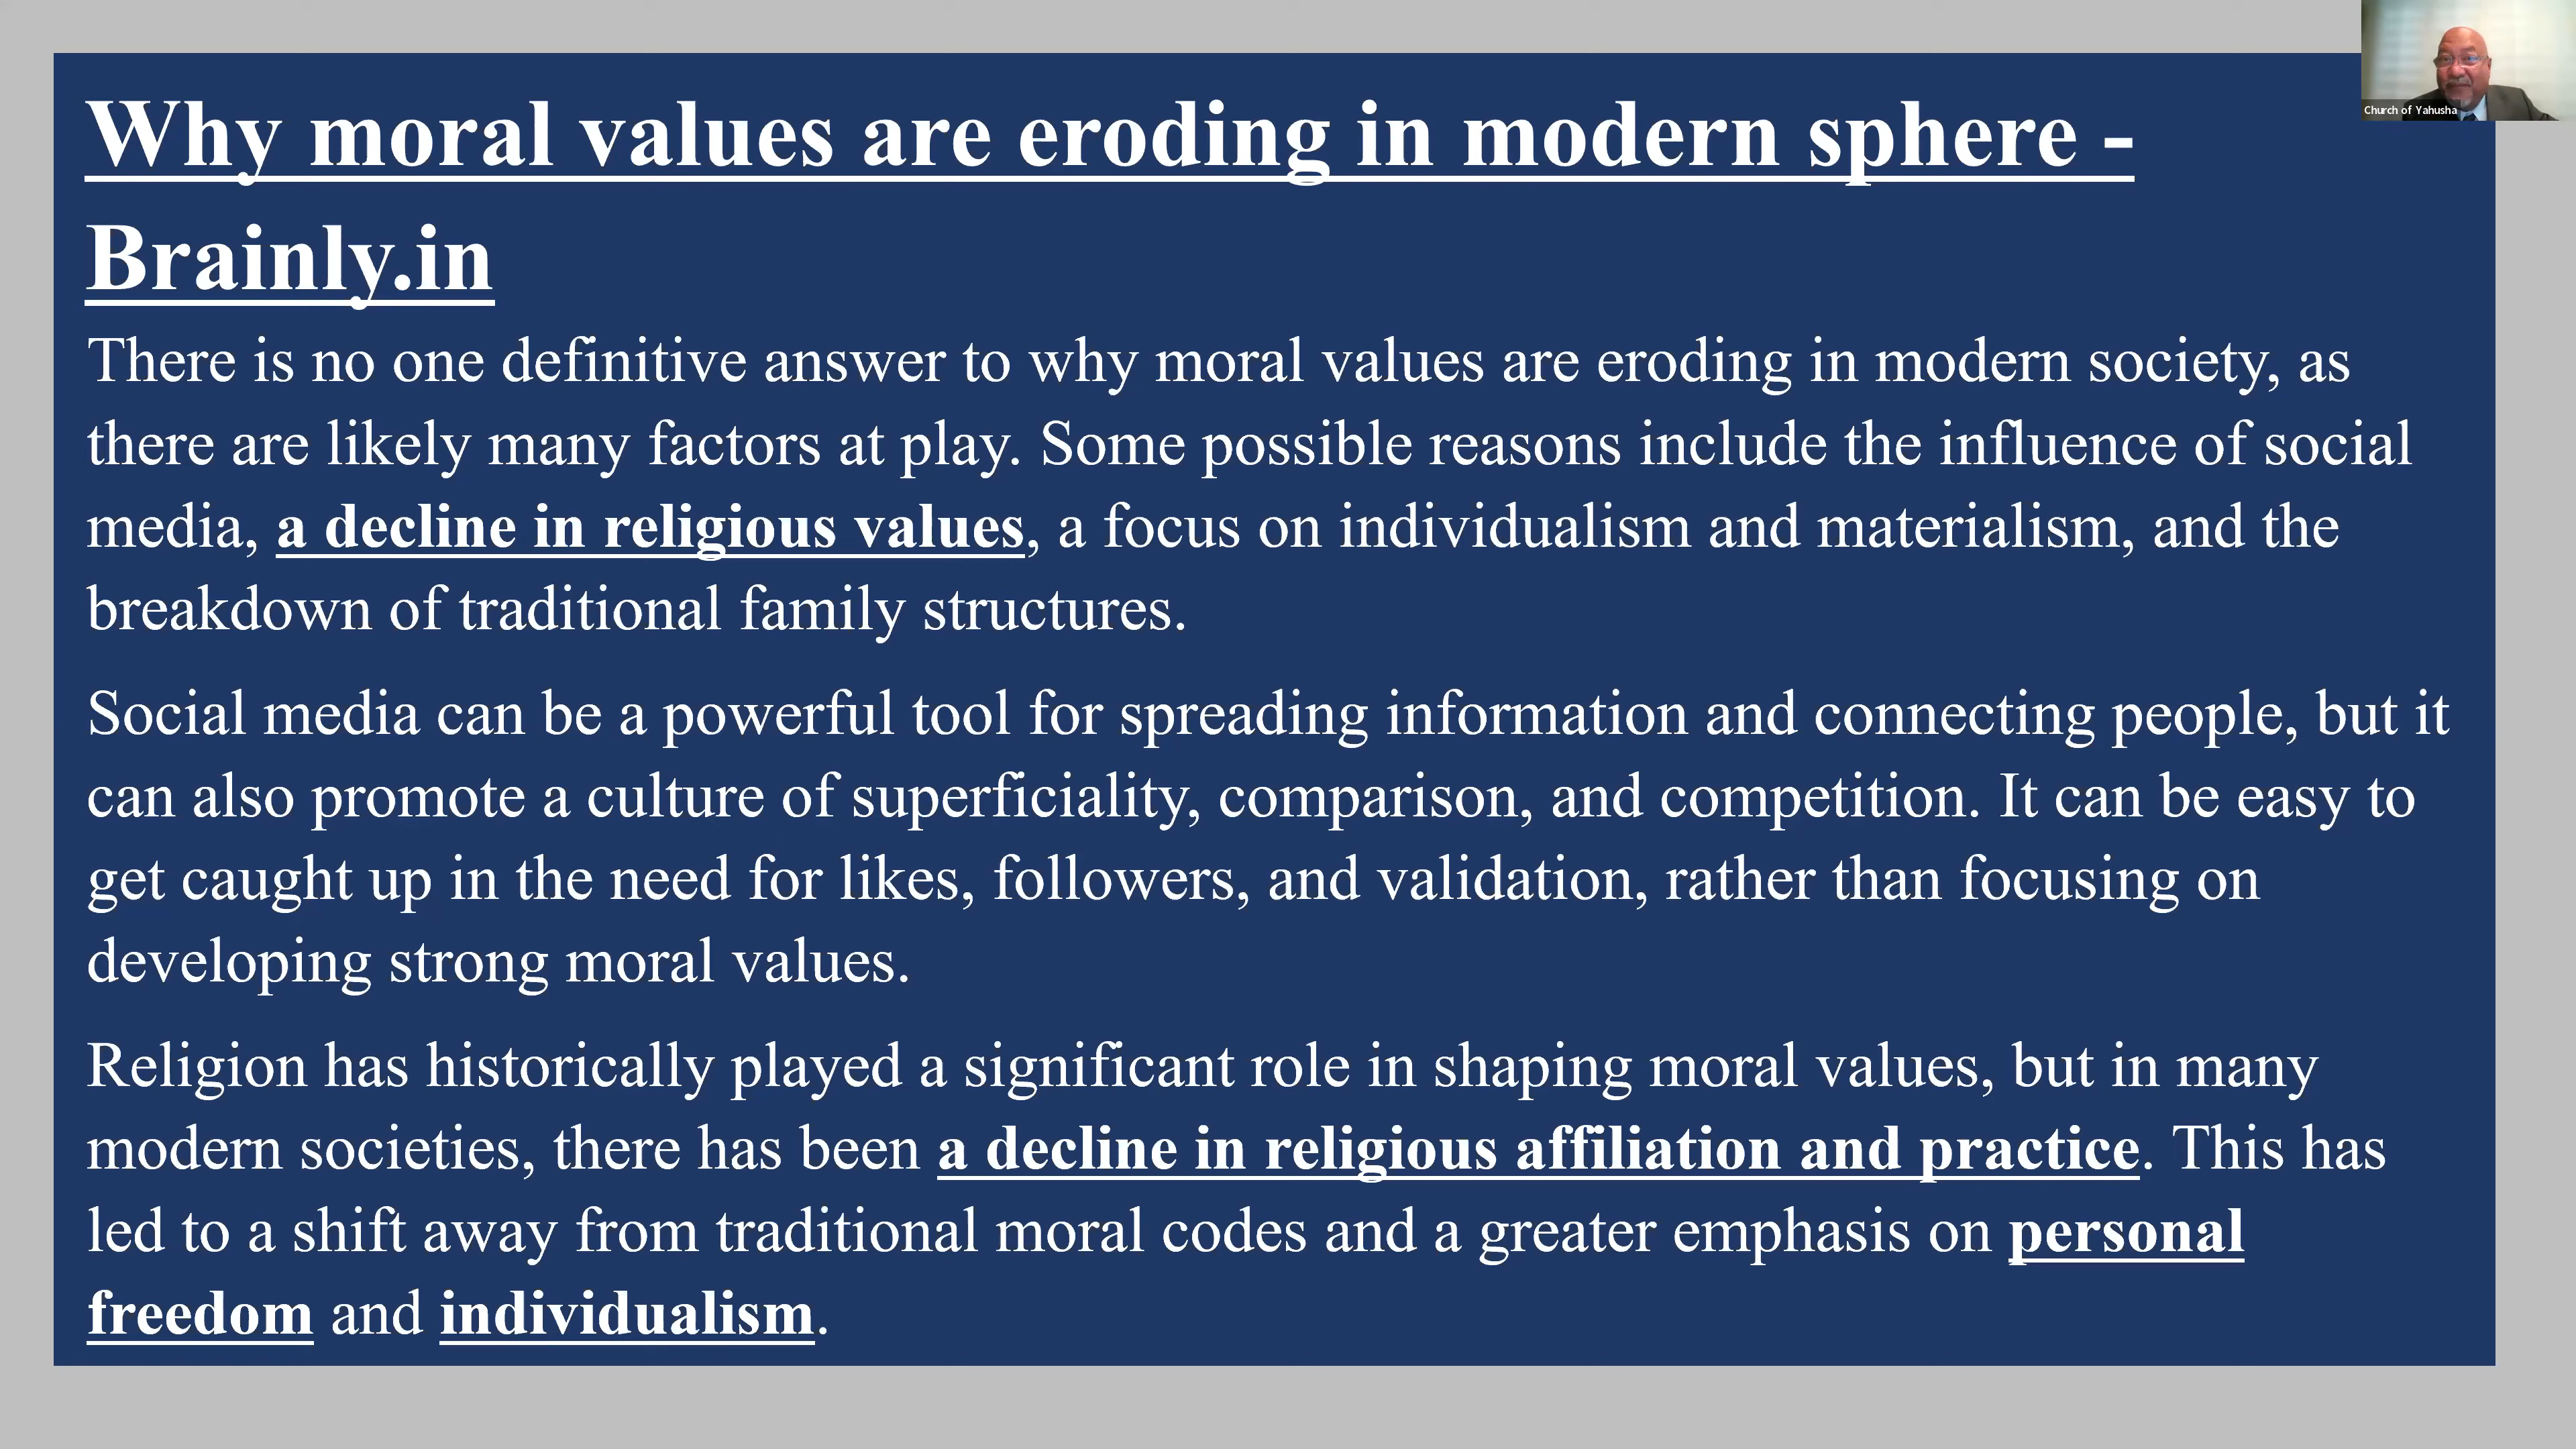 Church of Yahusha
Why moral values are eroding in modern sphere -
Brainly.in
There is no one definitive answer to why moral values are eroding in modern society, as
there are likely many factors at play. Some possible reasons include the influence of social
media, a decline in religious values, a focus on individualism and materialism, and the
breakdown of traditional family structures.
Social media can be a powerful tool for spreading information and connecting people, but it
can also promote a culture of superficiality, comparison, and competition. It can be easy to
get caught up in the need for likes, followers, and validation, rather than focusing on
developing strong moral values.
Religion has historically played a significant role in shaping moral values, but in many
modern societies, there has been a decline in religious affiliation and practice. This has
led to a shift away from traditional moral codes and a greater emphasis on personal
freedom and individualism.